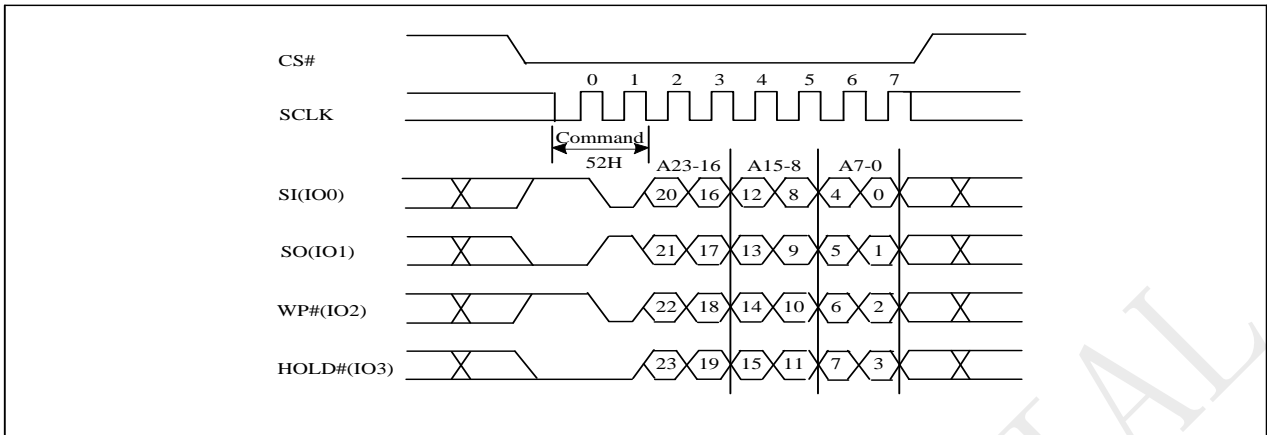 CS#
0 1 2 3 4 5 6 7
SCLK
Command
52H A23-16 A15-8 A7-0
SI(IO0) 20 16 12 8 4 0
SO(IO1) 21 17 13 9 5 1
WP#(IO2) 22 18 14 10 6 2
HOLD#(IO3) 23 19 15 11 7 3